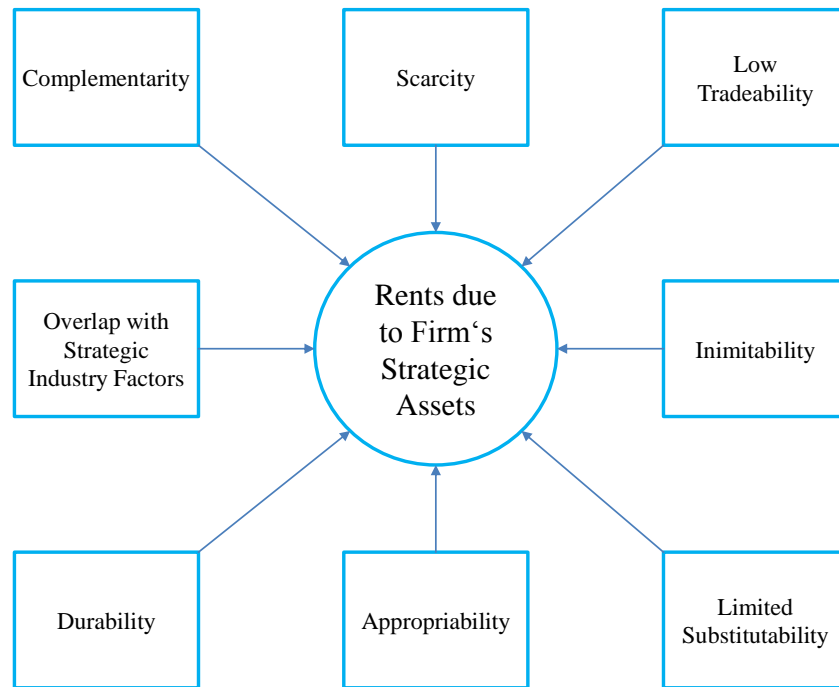 Complementarity
Scarcity
Low
Tradeability
Overlap with
Strategic
Industry Factors
Rents due
to Firm‘s
Strategic
Assets
Inimitability
Durability
Appropriability
Limited
Substitutability